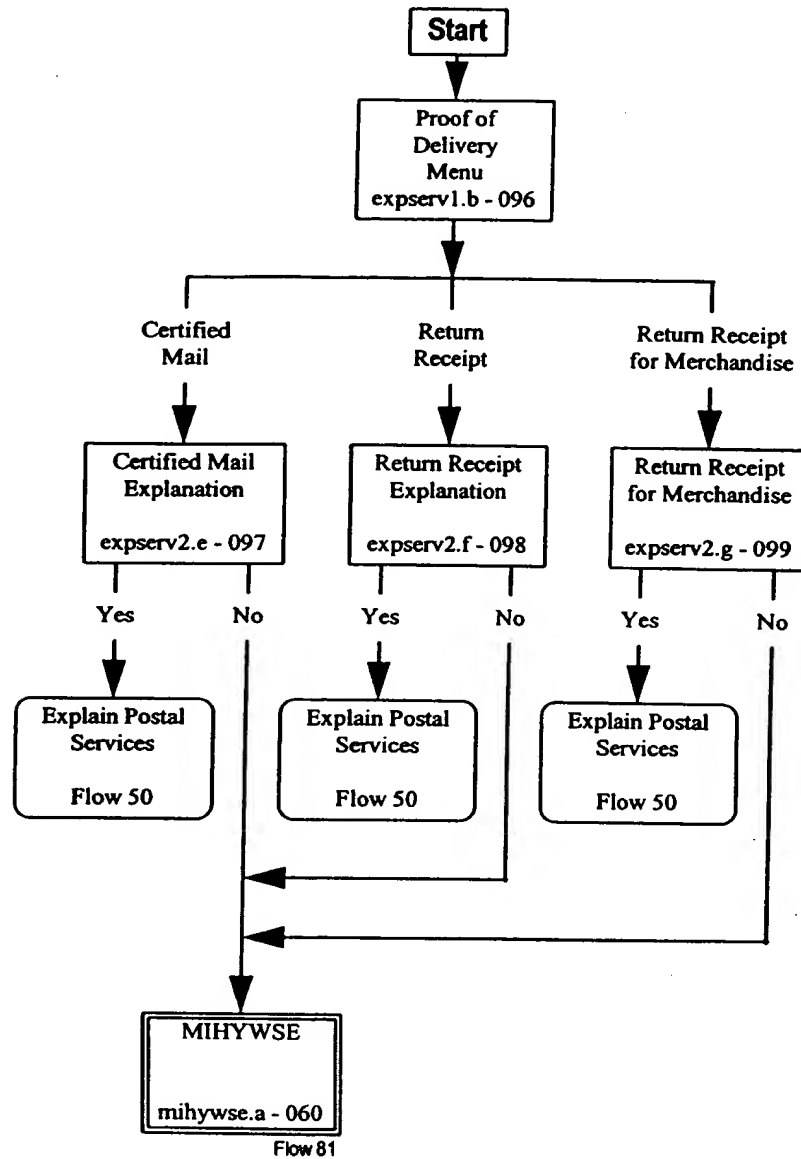 Start
Proof of
Delivery
Menu
expserv1.b - 096
Certified
Mail
Return
Receipt
Return Receipt
for Merchandise
Certified Mail
Explanation
expserv2.e - 097
Return Receipt
Explanation
expserv2.f - 098
Return Receipt
for Merchandise
expserv2.g - 099
Yes
No
Yes
No
Yes
No
Explain Postal
Services
Flow 50
Explain Postal
Services
Flow 50
Explain Postal
Services
Flow 50
MIHYWSE
mihywse.a - 060
Flow 81